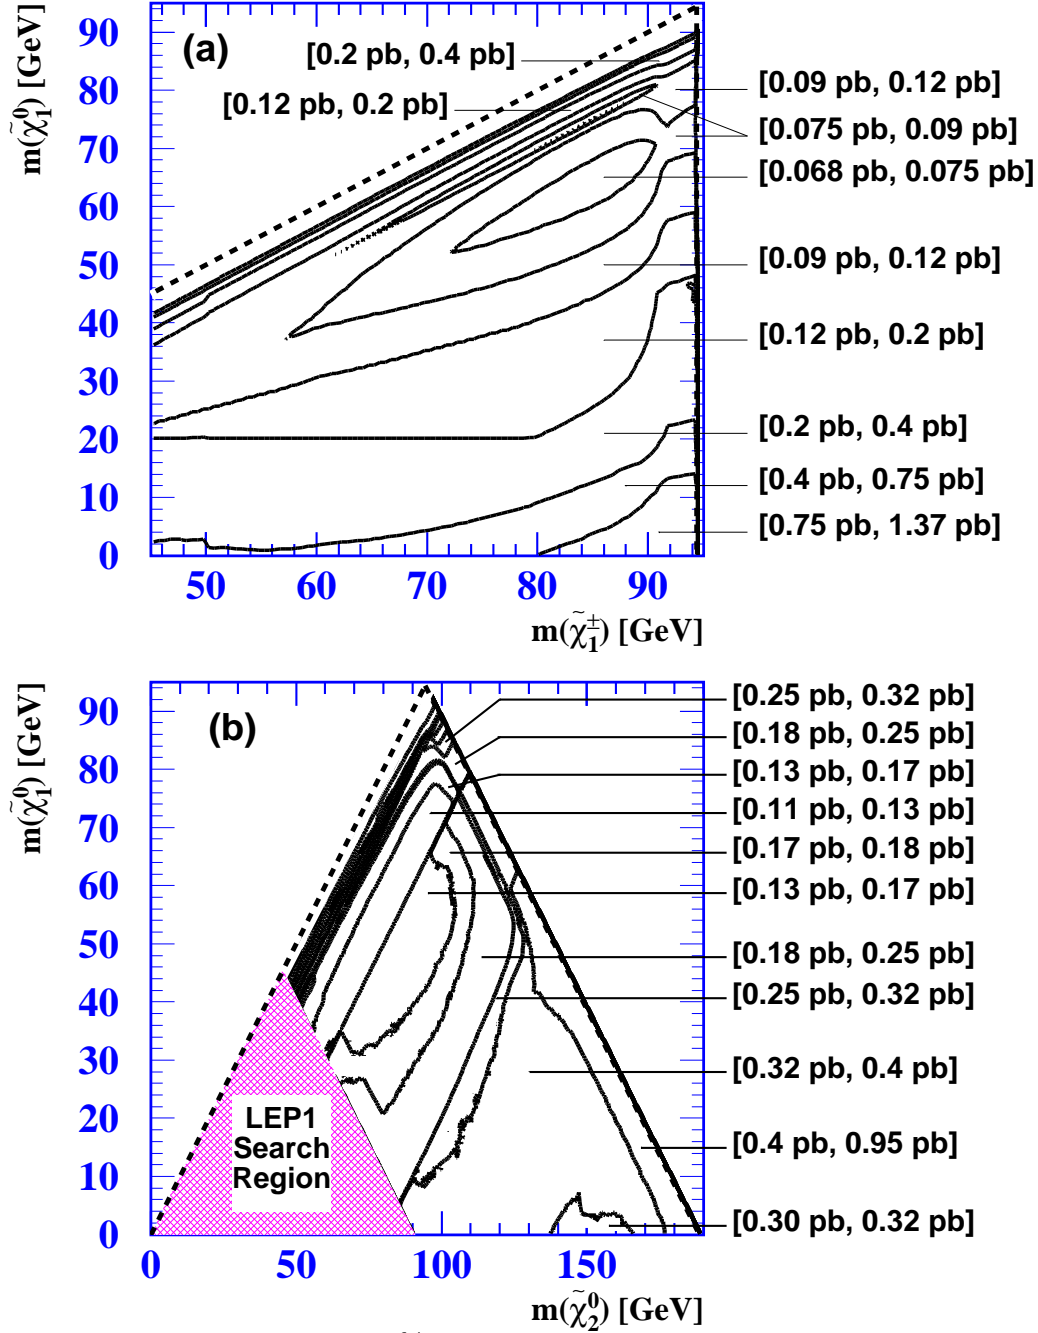 (a)
m(χ̃₁⁰) [GeV]
90
80
70
60
50
40
30
20
10
0
[0.2 pb, 0.4 pb]
[0.12 pb, 0.2 pb]
[0.09 pb, 0.12 pb]
[0.075 pb, 0.09 pb]
[0.068 pb, 0.075 pb]
[0.09 pb, 0.12 pb]
[0.12 pb, 0.2 pb]
[0.2 pb, 0.4 pb]
[0.4 pb, 0.75 pb]
[0.75 pb, 1.37 pb]
50 60 70 80 90
m(χ̃₁±) [GeV]
(b)
m(χ̃₁⁰) [GeV]
90
80
70
60
50
40
30
20
10
0
[0.25 pb, 0.32 pb]
[0.18 pb, 0.25 pb]
[0.13 pb, 0.17 pb]
[0.11 pb, 0.13 pb]
[0.17 pb, 0.18 pb]
[0.13 pb, 0.17 pb]
[0.18 pb, 0.25 pb]
[0.25 pb, 0.32 pb]
[0.32 pb, 0.4 pb]
[0.4 pb, 0.95 pb]
[0.30 pb, 0.32 pb]
LEP1
Search
Region
0 50 100 150
m(χ̃₂⁰) [GeV]